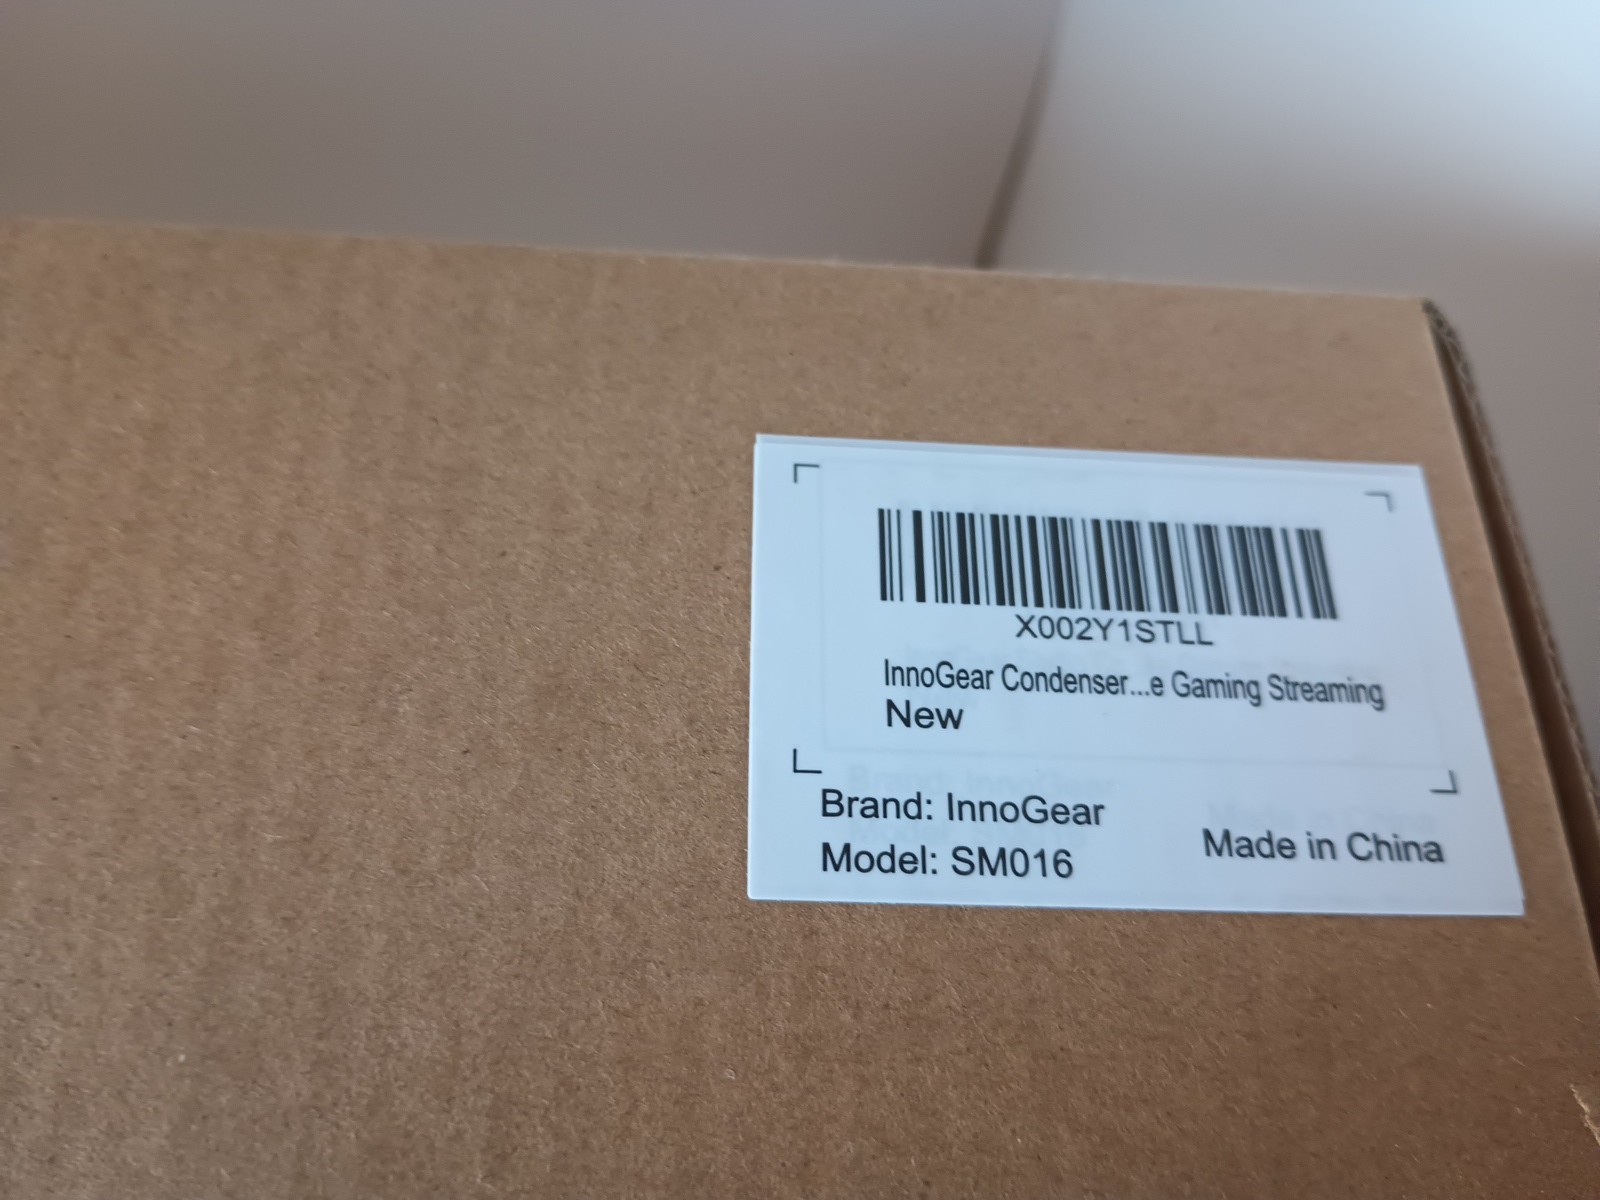 X002Y1STLL
InnoGear Condenser...e Gaming Streaming
New
Brand: InnoGear
Model: SM016
Made in China